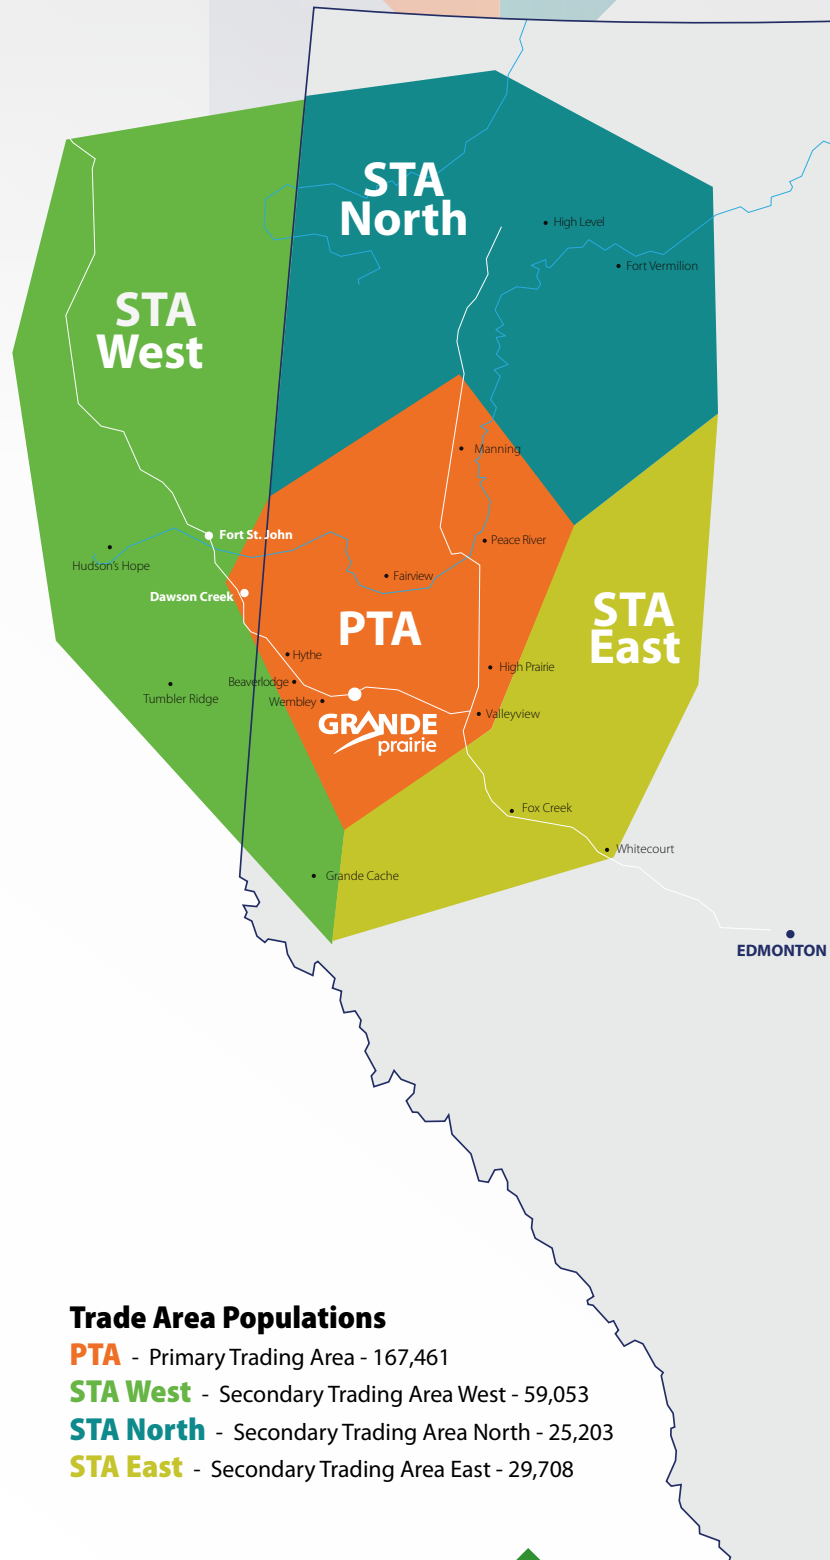 STA
North
High Level
Fort Vermilion
STA
West
Manning
Fort St. John
Peace River
Hudson's Hope
Fairview
Dawson Creek
PTA
STA
East
Hythe
High Prairie
Beaverlodge
Tumbler Ridge
Wembley
Valleyview
GRANDE
prairie
Fox Creek
Whitecourt
Grande Cache
EDMONTON
Trade Area Populations
PTA - Primary Trading Area - 167,461
STA West - Secondary Trading Area West - 59,053
STA North - Secondary Trading Area North - 25,203
STA East - Secondary Trading Area East - 29,708